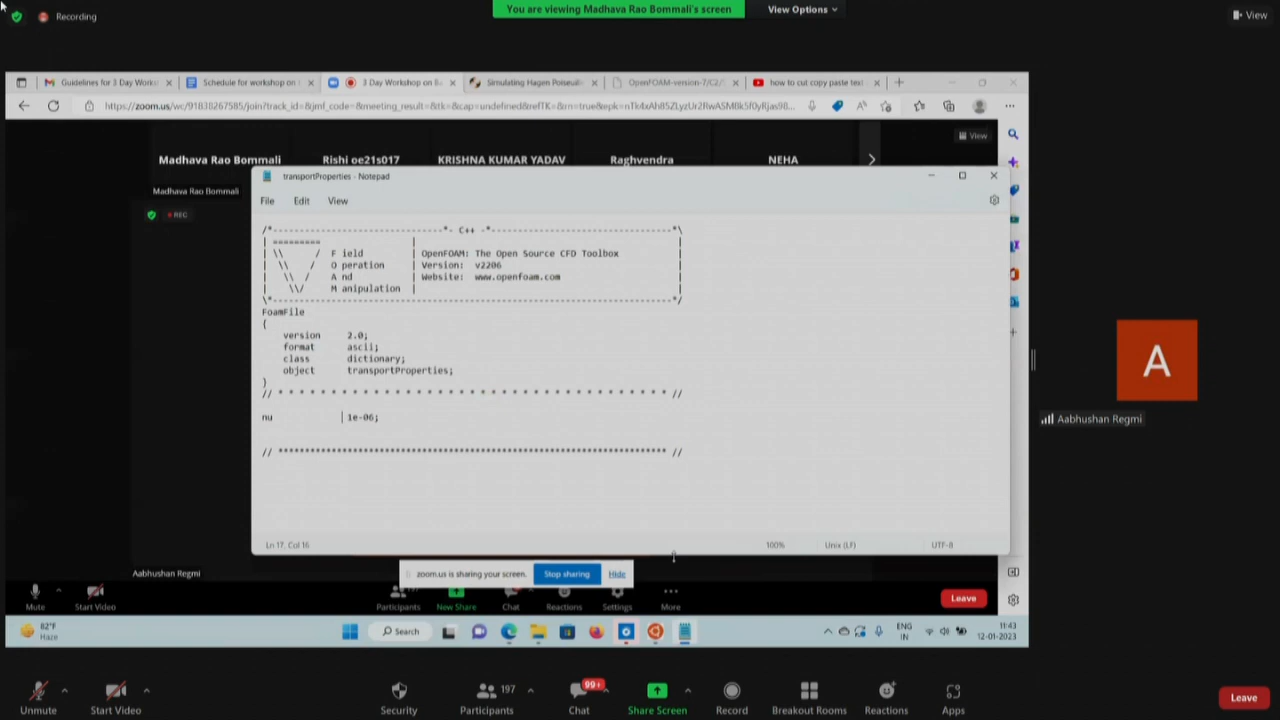 Recording
You are viewing Madhava Rao Bommali's screen
View Options
View
Guidelines for 3 Day Works
Schedule for workshop on
3 Day Workshop on B
Simulating Hagen Poiseuill
OpenFOAM-version-7/C2/
how to cut copy paste text
View
Madhava Rao Bommali
Rishi oe21s017
KRISHNA KUMAR YADAV
Raghvendra
NEHA
Madhava Rao Bommali
REC
transportProperties - Notepad
File Edit View
/*--------------------------------*- C++ -*----------------------------------*\
| ========= |
| \\ / F ield | OpenFOAM: The Open Source CFD Toolbox
| \\ / O peration | Version: v2206
| \\ / A nd | Website: www.openfoam.com
| \\/ M anipulation |
\*---------------------------------------------------------------------------*/
FoamFile
{
version 2.0;
format ascii;
class dictionary;
object transportProperties;
}
// * * * * * * * * * * * * * * * * * * * * * * * * * * * * * * * * * * * * * //
nu 1e-06;
// ************************************************************************* //
Ln 17, Col 16
100%
Unix (LF)
UTF-8
A
Aabhushan Regmi
Aabhushan Regmi
zoom.us is sharing your screen.
Stop sharing
Hide
Mute
Start Video
Participants
New Share
Chat
Reactions
Settings
More
Leave
82°F
Haze
Search
ENG
IN
11:43
12-01-2023
Unmute
Start Video
Security
197
Participants
99+
Chat
Share Screen
Record
Breakout Rooms
Reactions
Apps
Leave